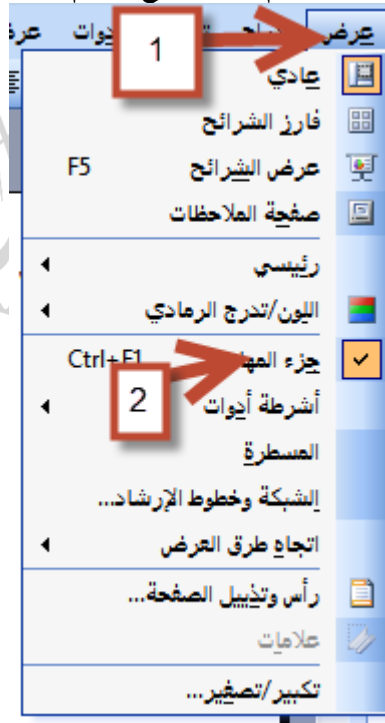 عرض
1
عادي
فارز الشرائح
عرض الشرائح F5
صفحة الملاحظات
رئيسي
اللون/تدرج الرمادي
جزء Ctrl+F1
2
أشرطة أدوات
المسطرة
الشبكة وخطوط الإرشاد...
اتجاه طرق العرض
رأس وتذييل الصفحة...
علامات
تكبير/تصغير...